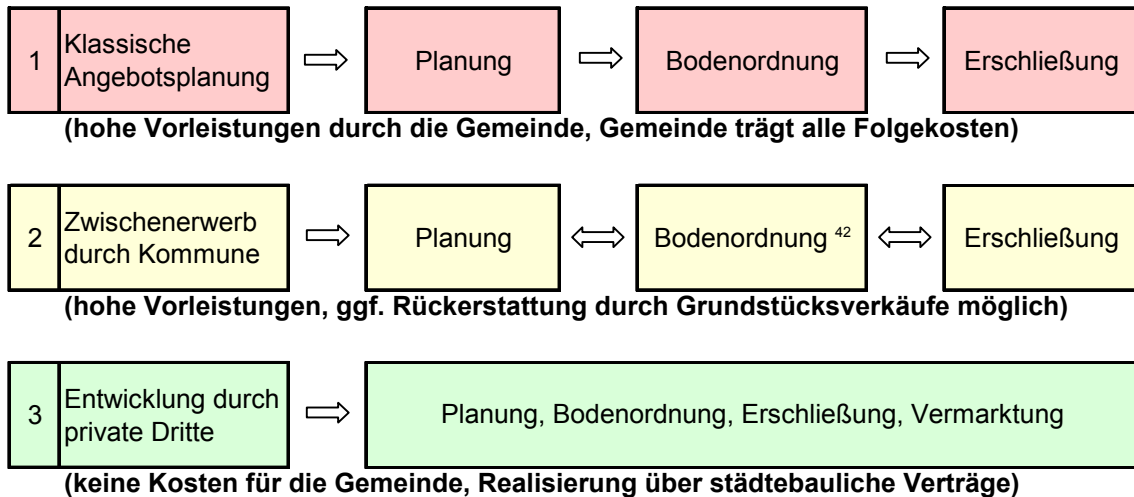 1
Klassische
Angebotsplanung
Planung
Bodenordnung
Erschließung
(hohe Vorleistungen durch die Gemeinde, Gemeinde trägt alle Folgekosten)
2
Zwischenerwerb
durch Kommune
Planung
Bodenordnung 42
Erschließung
(hohe Vorleistungen, ggf. Rückerstattung durch Grundstücksverkäufe möglich)
3
Entwicklung durch
private Dritte
Planung, Bodenordnung, Erschließung, Vermarktung
(keine Kosten für die Gemeinde, Realisierung über städtebauliche Verträge)